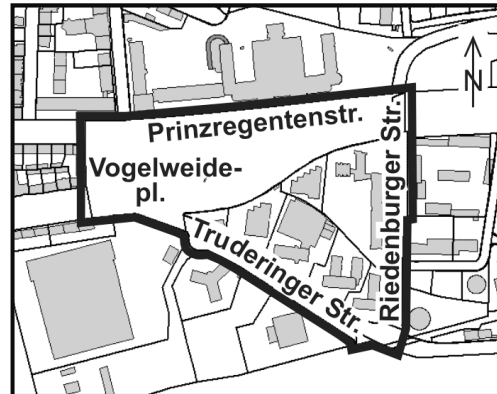 N
Prinzregentenstr.
Vogelweide-
pl.
Truderinger Str.
Riedenburger Str.